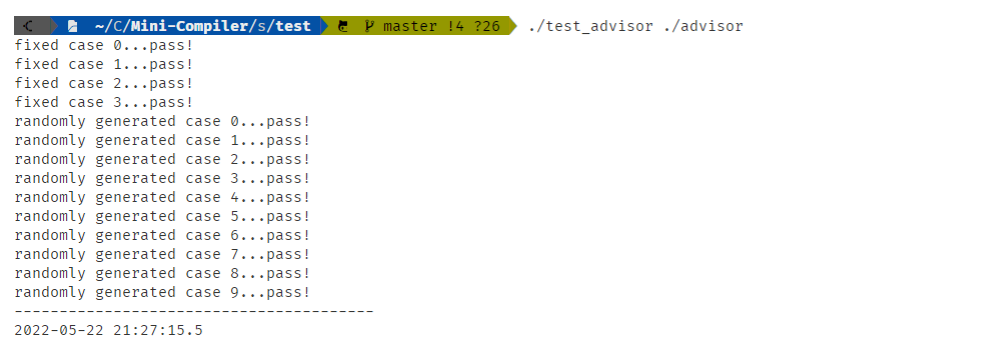 ~/C/Mini-Compiler/s/test master !4 ?26 ./test_advisor ./advisor
fixed case 0...pass!
fixed case 1...pass!
fixed case 2...pass!
fixed case 3...pass!
randomly generated case 0...pass!
randomly generated case 1...pass!
randomly generated case 2...pass!
randomly generated case 3...pass!
randomly generated case 4...pass!
randomly generated case 5...pass!
randomly generated case 6...pass!
randomly generated case 7...pass!
randomly generated case 8...pass!
randomly generated case 9...pass!
----------------------------------------
2022-05-22 21:27:15.5